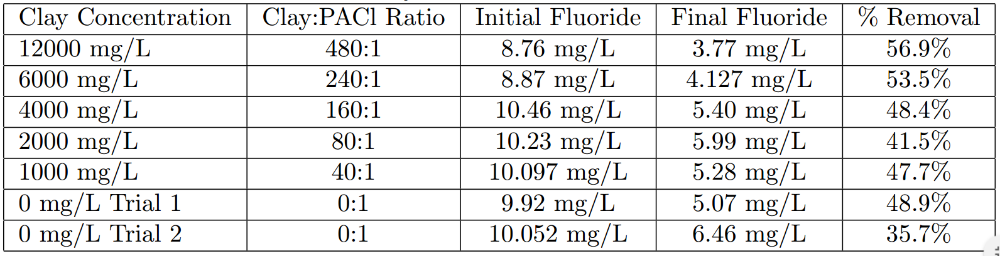 Clay Concentration Clay:PACl Ratio Initial Fluoride Final Fluoride % Removal
12000 mg/L 480:1 8.76 mg/L 3.77 mg/L 56.9%
6000 mg/L 240:1 8.87 mg/L 4.127 mg/L 53.5%
4000 mg/L 160:1 10.46 mg/L 5.40 mg/L 48.4%
2000 mg/L 80:1 10.23 mg/L 5.99 mg/L 41.5%
1000 mg/L 40:1 10.097 mg/L 5.28 mg/L 47.7%
0 mg/L Trial 1 0:1 9.92 mg/L 5.07 mg/L 48.9%
0 mg/L Trial 2 0:1 10.052 mg/L 6.46 mg/L 35.7%